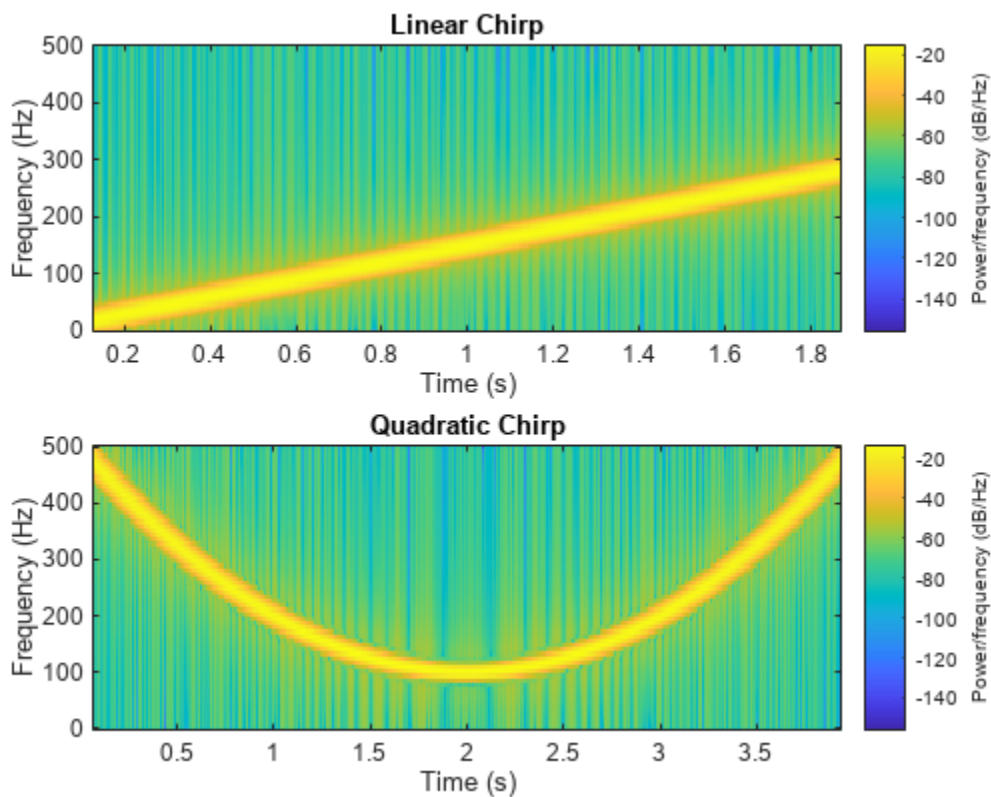 Linear Chirp
500
400
300
200
100
0
Frequency (Hz)
0.2 0.4 0.6 0.8 1 1.2 1.4 1.6 1.8
Time (s)
-20
-40
-60
-80
-100
-120
-140
Power/frequency (dB/Hz)
Quadratic Chirp
500
400
300
200
100
0
Frequency (Hz)
0.5 1 1.5 2 2.5 3 3.5
Time (s)
-20
-40
-60
-80
-100
-120
-140
Power/frequency (dB/Hz)